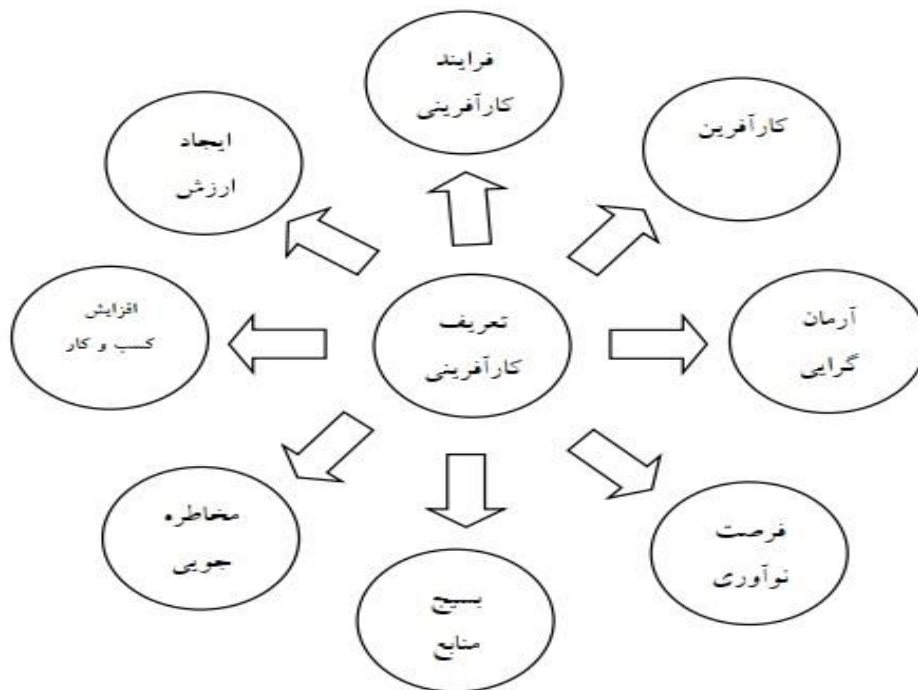 فرایند
کارآفرینی
کارآفرین
ایجاد
ارزش
افزایش
کسب و کار
تعریف
کارآفرینی
آرمان
گرایی
مخاطره
جویی
فرصت
نوآوری
بسیج
منابع